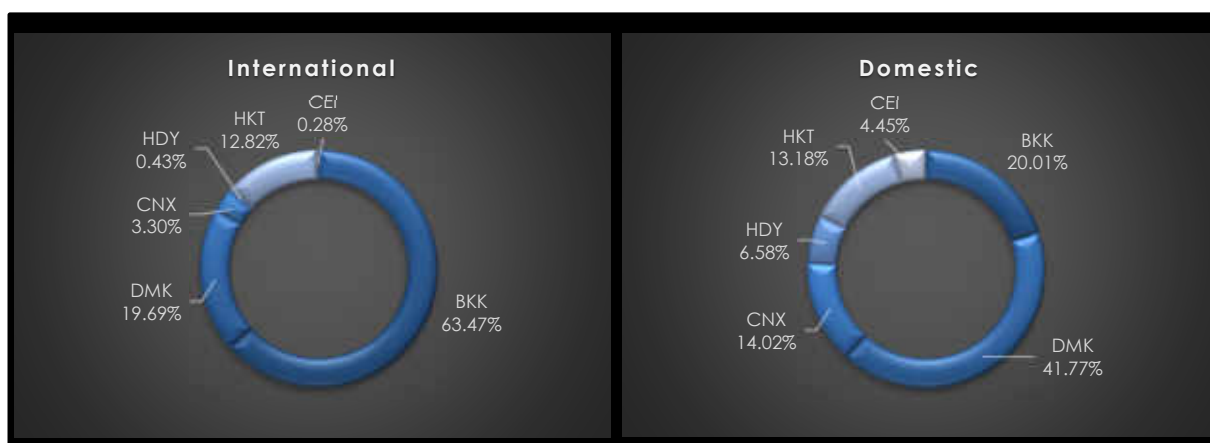 International
CEI
0.28%
HKT
12.82%
HDY
0.43%
CNX
3.30%
DMK
19.69%
BKK
63.47%
Domestic
CEI
4.45%
HKT
13.18%
BKK
20.01%
HDY
6.58%
CNX
14.02%
DMK
41.77%